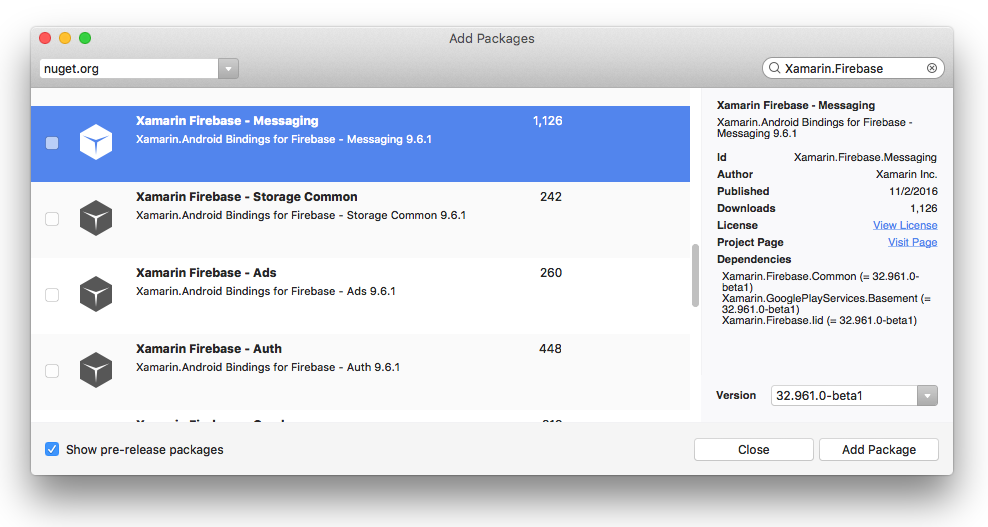 Add Packages
nuget.org
Xamarin.Firebase
Xamarin Firebase - Messaging 1,126
Xamarin.Android Bindings for Firebase - Messaging 9.6.1
Xamarin Firebase - Storage Common 242
Xamarin.Android Bindings for Firebase - Storage Common 9.6.1
Xamarin Firebase - Ads 260
Xamarin.Android Bindings for Firebase - Ads 9.6.1
Xamarin Firebase - Auth 448
Xamarin.Android Bindings for Firebase - Auth 9.6.1
Xamarin Firebase - Messaging
Xamarin.Android Bindings for Firebase -
Messaging 9.6.1
Id Xamarin.Firebase.Messaging
Author Xamarin Inc.
Published 11/2/2016
Downloads 1,126
License View License
Project Page Visit Page
Dependencies
Xamarin.Firebase.Common (= 32.961.0-
beta1)
Xamarin.GooglePlayServices.Basement (=
32.961.0-beta1)
Xamarin.Firebase.Iid (= 32.961.0-beta1)
Version 32.961.0-beta1
Show pre-release packages
Close
Add Package